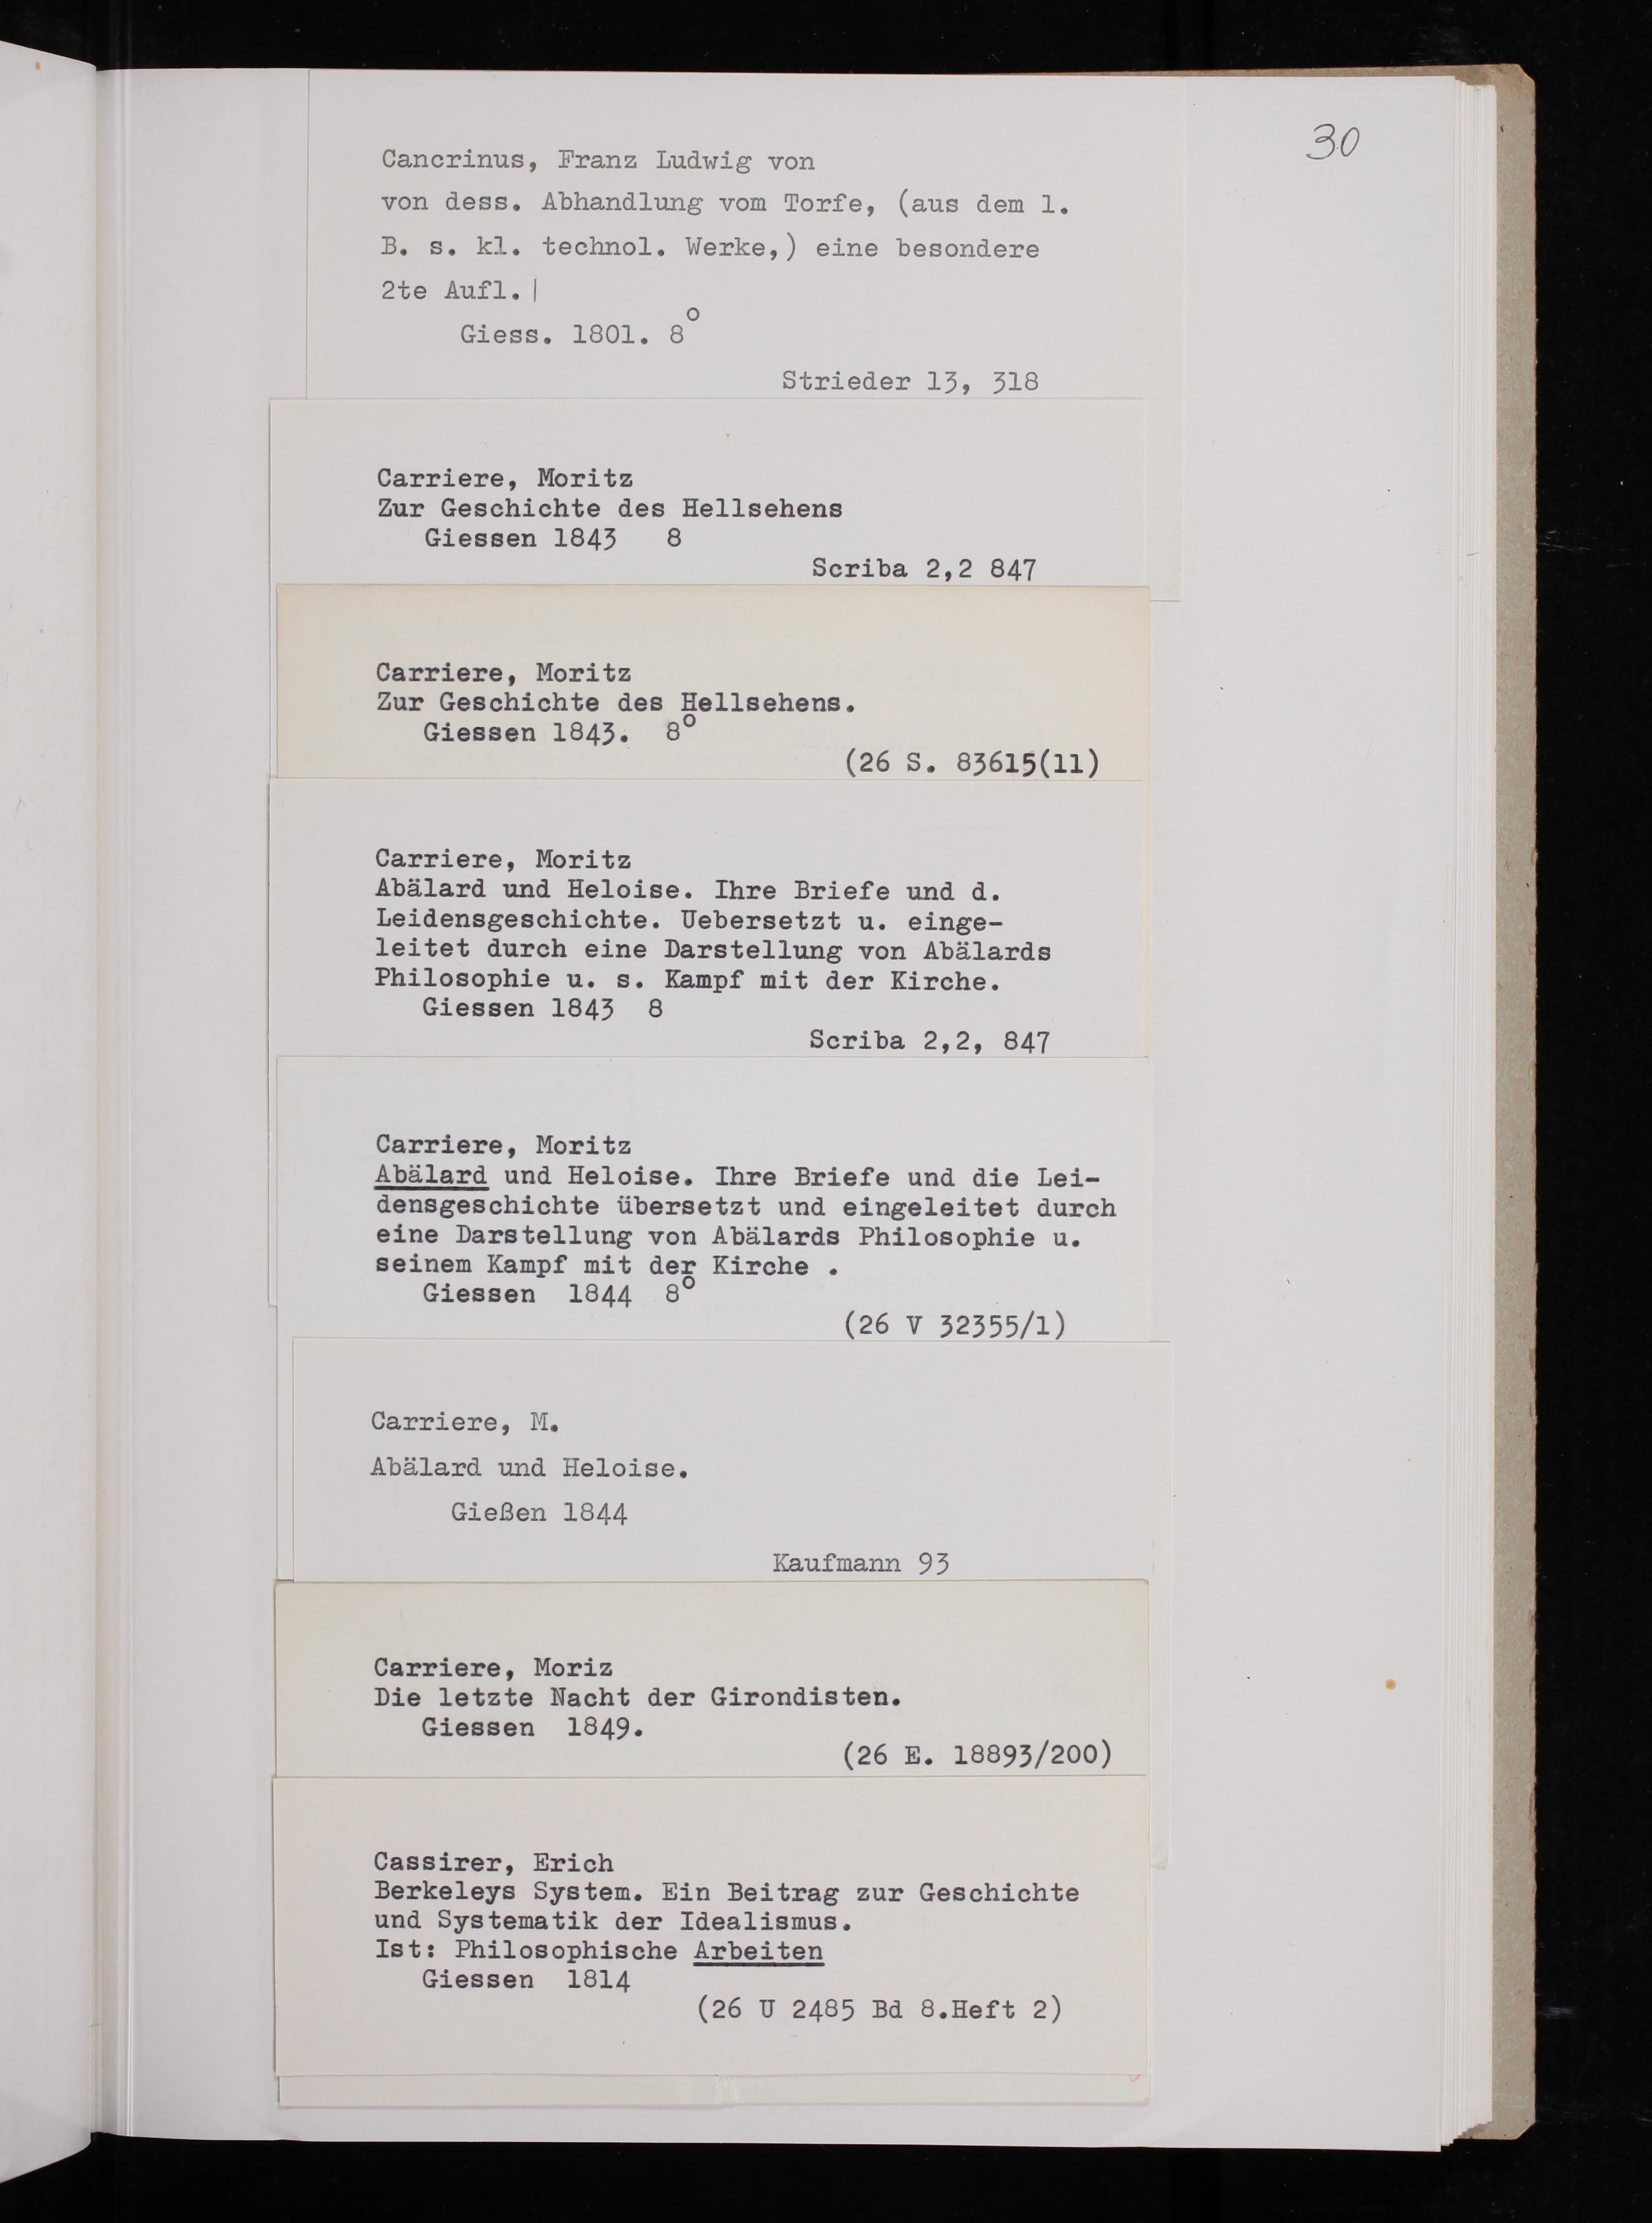 30
Cancrinus, Franz Ludwig von
von dess. Abhandlung vom Torfe, (aus dem 1.
B. s. kl. technol. Werke,) eine besondere
2te Aufl. |
Giess. 1801. 8°
Strieder 13, 318
Carriere, Moritz
Zur Geschichte des Hellsehens
Giessen 1843 8
Scriba 2,2 847
Carriere, Moritz
Zur Geschichte des Hellsehens.
Giessen 1843. 8°
(26 S. 83615(11)
Carriere, Moritz
Abälard und Heloise. Ihre Briefe und d.
Leidensgeschichte. Uebersetzt u. einge-
leitet durch eine Darstellung von Abälards
Philosophie u. s. Kampf mit der Kirche.
Giessen 1843 8
Scriba 2,2, 847
Carriere, Moritz
Abälard und Heloise. Ihre Briefe und die Lei-
densgeschichte übersetzt und eingeleitet durch
eine Darstellung von Abälards Philosophie u.
seinem Kampf mit der Kirche .
Giessen 1844 8°
(26 V 32355/1)
Carriere, M.
Abälard und Heloise.
Gießen 1844
Kaufmann 93
Carriere, Moriz
Die letzte Nacht der Girondisten.
Giessen 1849.
(26 E. 18893/200)
Cassirer, Erich
Berkeleys System. Ein Beitrag zur Geschichte
und Systematik der Idealismus.
Ist: Philosophische Arbeiten
Giessen 1814
(26 U 2485 Bd 8.Heft 2)